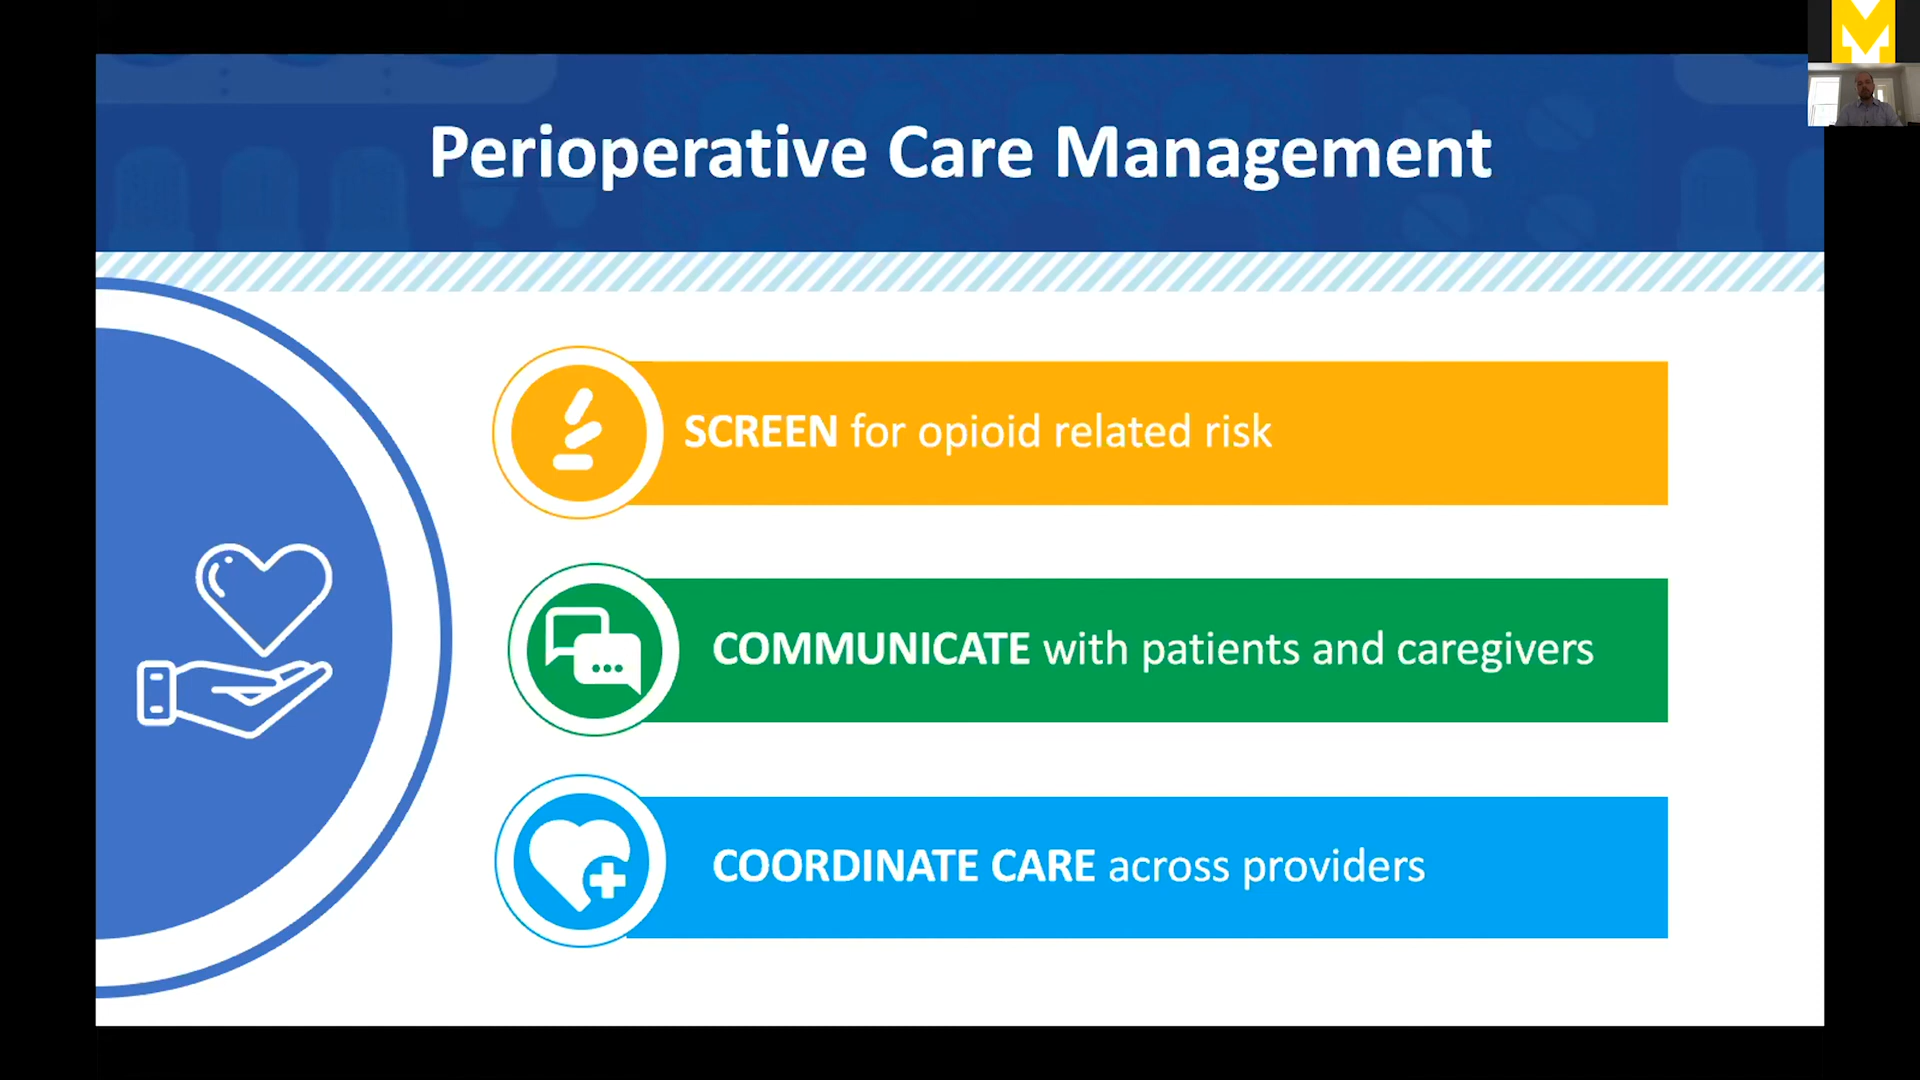 Perioperative Care Management
SCREEN for opioid related risk
COMMUNICATE with patients and caregivers
COORDINATE CARE across providers